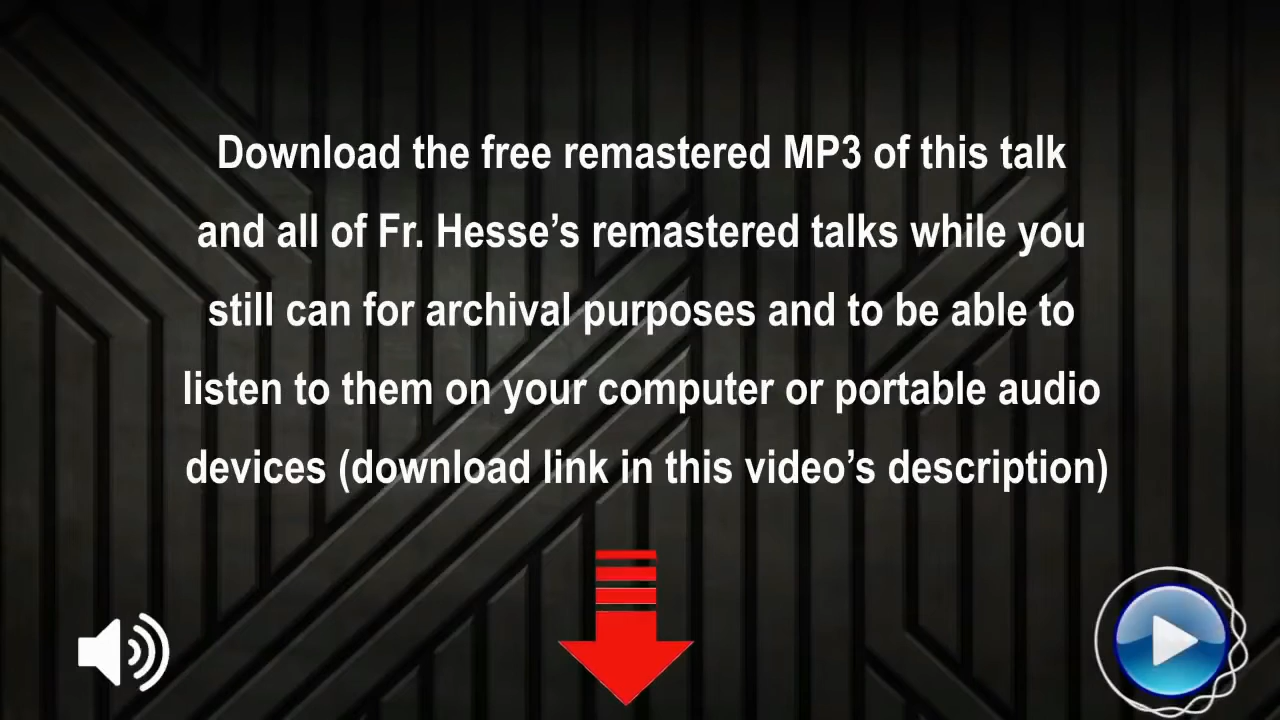 Download the free remastered MP3 of this talk
and all of Fr. Hesse’s remastered talks while you
still can for archival purposes and to be able to
listen to them on your computer or portable audio
devices (download link in this video’s description)